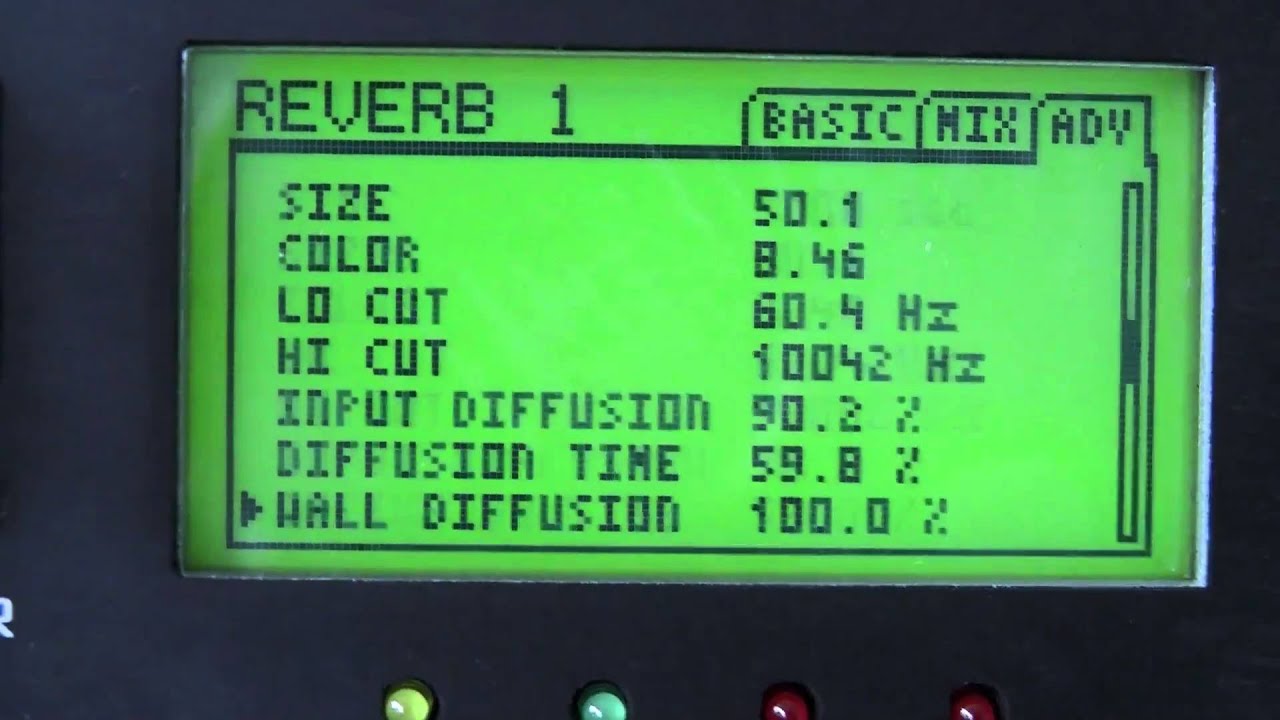 REVERB 1 BASIC MIX ADV
SIZE 50.1
COLOR 8.46
LO CUT 60.4 Hz
HI CUT 10042 Hz
INPUT DIFFUSION 90.2 %
DIFFUSION TIME 59.8 %
WALL DIFFUSION 100.0 %
R